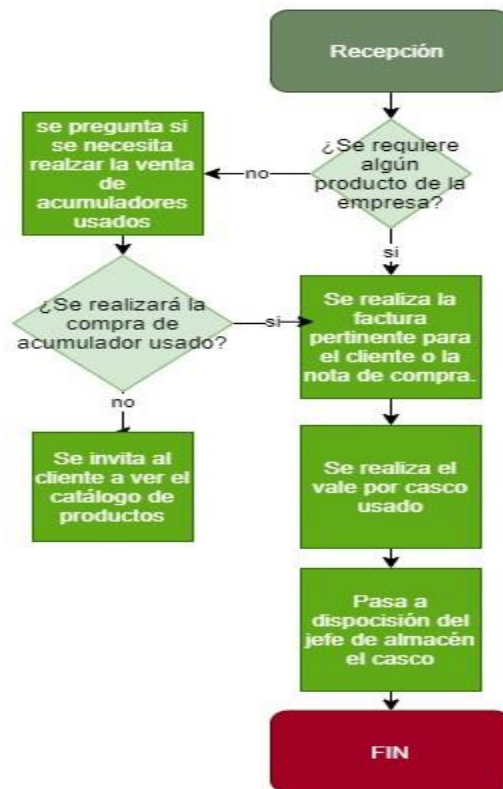 Recepción
¿Se requiere
algún
producto de la
empresa?
no
si
se pregunta si
se necesita
realzar la venta
de
acumuladores
usados
¿Se realizará la
compra de
acumulador usado?
si
no
Se invita al
cliente a ver el
catálogo de
productos
Se realiza la
factura
pertinente para
el cliente o la
nota de compra.
Se realiza el
vale por casco
usado
Pasa a
dispocisión del
jefe de almacén
el casco
FIN